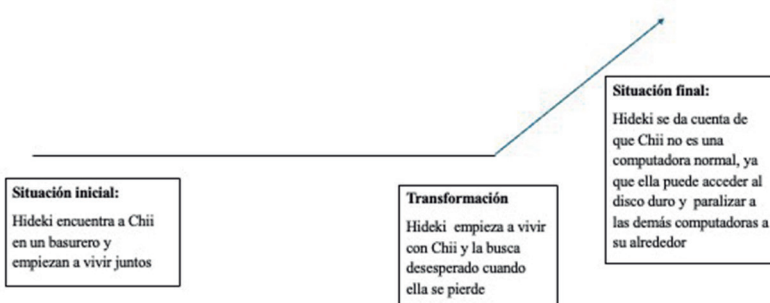 Situación inicial:
Hideki encuentra a Chii
en un basurero y
empiezan a vivir juntos
Transformación
Hideki empieza a vivir
con Chii y la busca
desesperado cuando
ella se pierde
Situación final:
Hideki se da cuenta de
que Chii no es una
computadora normal, ya
que ella puede acceder al
disco duro y paralizar a
las demás computadoras a
su alrededor